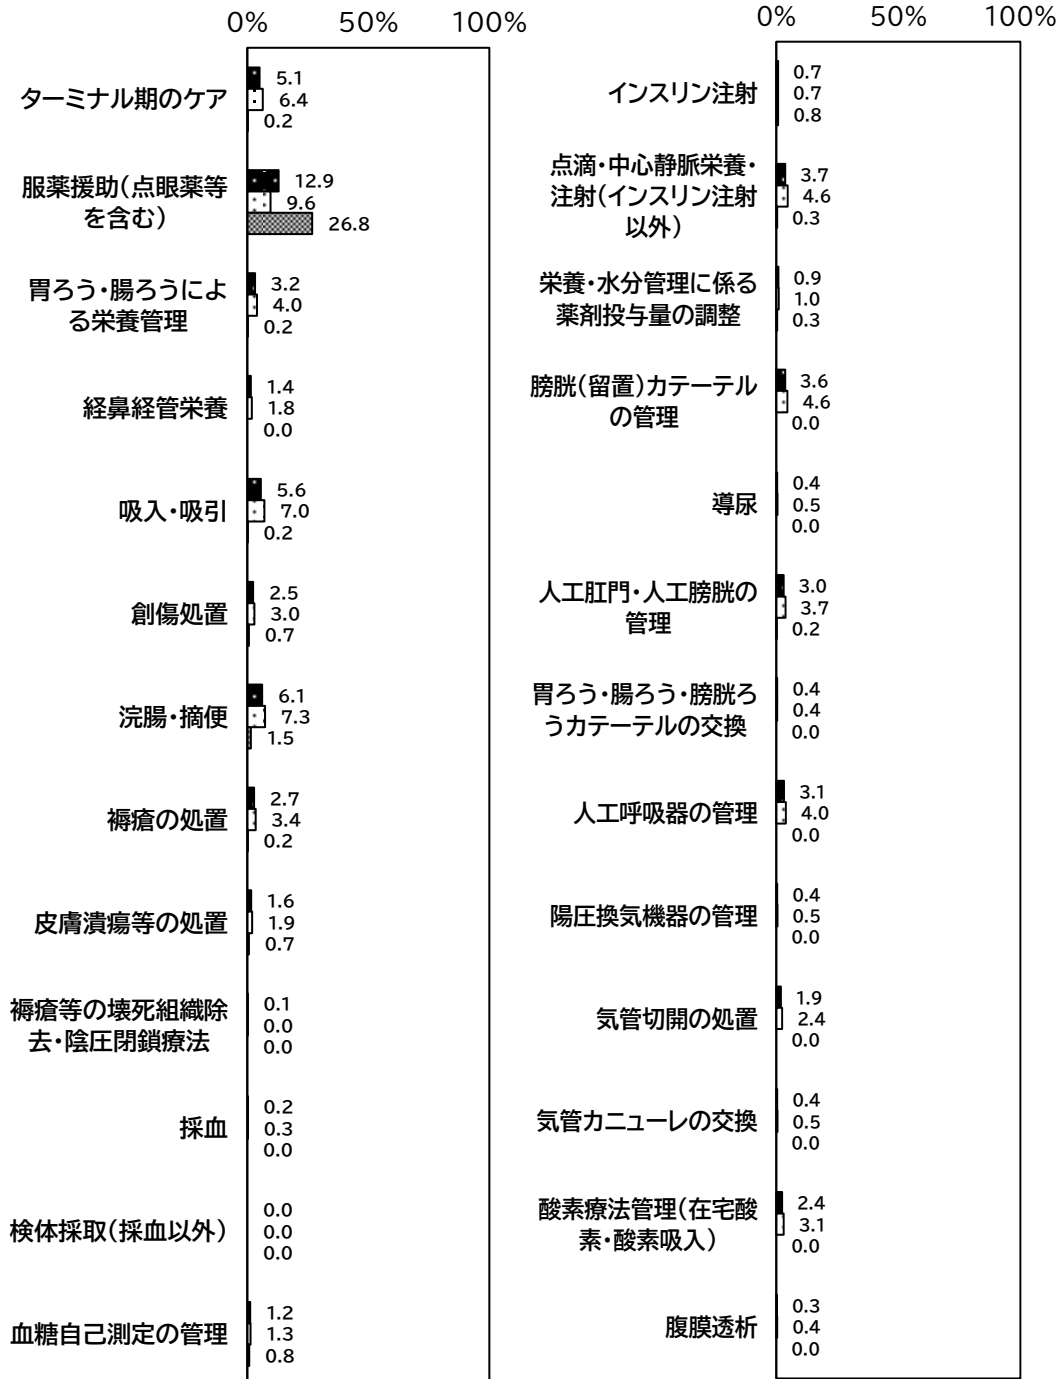 0% 50% 100%
ターミナル期のケア
5.1
6.4
0.2
服薬援助(点眼薬等
を含む)
12.9
9.6
26.8
胃ろう・腸ろうによ
る栄養管理
3.2
4.0
0.2
経鼻経管栄養
1.4
1.8
0.0
吸入・吸引
5.6
7.0
0.2
創傷処置
2.5
3.0
0.7
浣腸・摘便
6.1
7.3
1.5
褥瘡の処置
2.7
3.4
0.2
皮膚潰瘍等の処置
1.6
1.9
0.7
褥瘡等の壊死組織除
去・陰圧閉鎖療法
0.1
0.0
0.0
採血
0.2
0.3
0.0
検体採取(採血以外)
0.0
0.0
0.0
血糖自己測定の管理
1.2
1.3
0.8
0% 50% 100%
インスリン注射
0.7
0.7
0.8
点滴・中心静脈栄養・
注射(インスリン注射
以外)
3.7
4.6
0.3
栄養・水分管理に係る
薬剤投与量の調整
0.9
1.0
0.3
膀胱(留置)カテーテル
の管理
3.6
4.6
0.0
導尿
0.4
0.5
0.0
人工肛門・人工膀胱の
管理
3.0
3.7
0.2
胃ろう・腸ろう・膀胱ろ
うカテーテルの交換
0.4
0.4
0.0
人工呼吸器の管理
3.1
4.0
0.0
陽圧換気機器の管理
0.4
0.5
0.0
気管切開の処置
1.9
2.4
0.0
気管カニューレの交換
0.4
0.5
0.0
酸素療法管理(在宅酸
素・酸素吸入)
2.4
3.1
0.0
腹膜透析
0.3
0.4
0.0